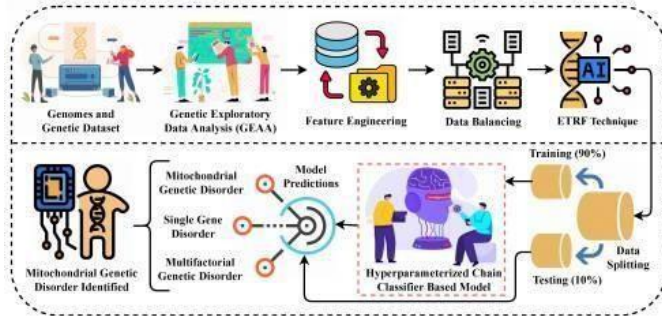 Genomes and
Genetic Dataset
Genetic Exploratory
Data Analysis (GEAA)
Feature Engineering
Data Balancing
AI
ETRF Technique
Training (90%)
Data
Splitting
Testing (10%)
Hyperparameterized Chain
Classifier Based Model
Model
Predictions
Mitochondrial
Genetic Disorder
Single Gene
Disorder
Multifactorial
Genetic Disorder
Mitochondrial Genetic
Disorder Identified